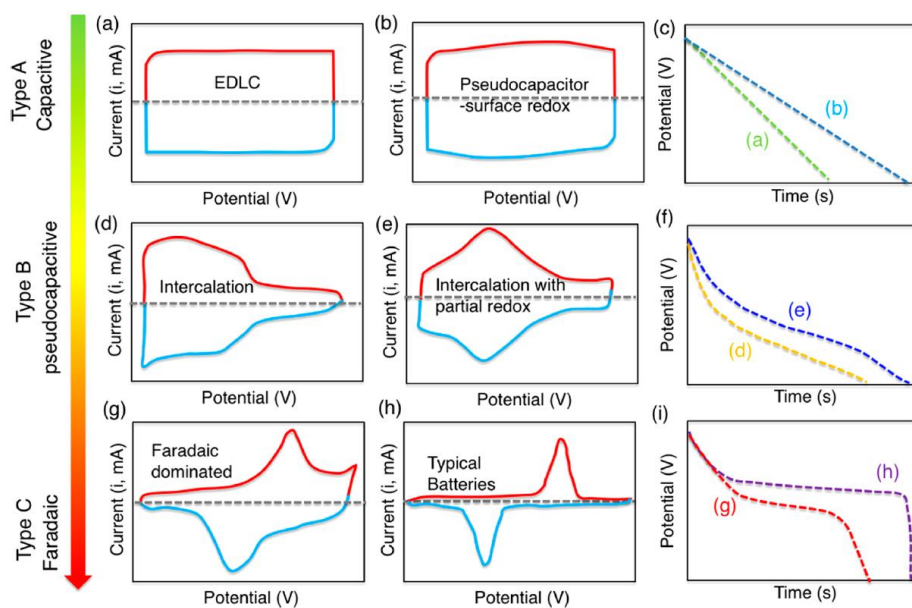 Type A
Capacitive
Type B
pseudocapacitive
Type C
Faradaic
(a)
Current (i, mA)
EDLC
Potential (V)
(b)
Current (i, mA)
Pseudocapacitor
-surface redox
Potential (V)
(c)
Potential (V)
(b)
(a)
Time (s)
(d)
Current (i, mA)
Intercalation
Potential (V)
(e)
Current (i, mA)
Intercalation with
partial redox
Potential (V)
(f)
Potential (V)
(e)
(d)
Time (s)
(g)
Current (i, mA)
Faradaic
dominated
Potential (V)
(h)
Current (i, mA)
Typical
Batteries
Potential (V)
(i)
Potential (V)
(h)
(g)
Time (s)